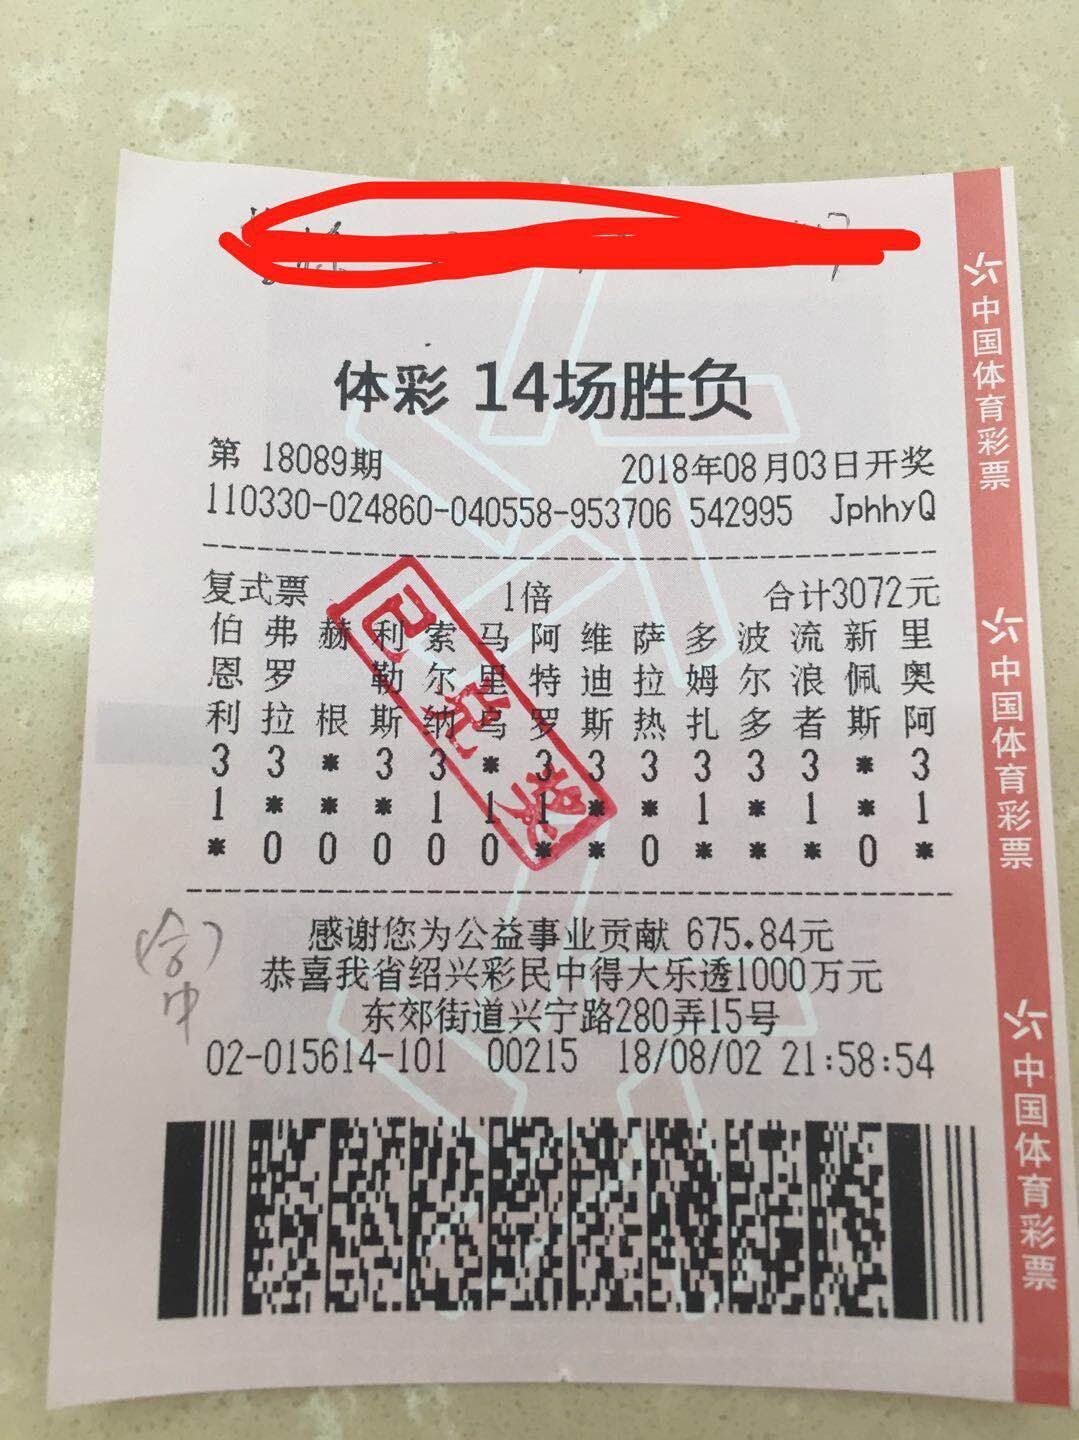 体彩 14场胜负
第 18089期 2018年08月03日开奖
110330-024860-040558-953706 542995 JphhyQ
复式票 1倍 合计3072元
伯 弗 赫 利 索 马 阿 维 萨 多 波 流 新 里
恩 罗 勒 尔 里 特 迪 拉 姆 尔 浪 佩 奥
利 拉 根 斯 纳 乌 罗 斯 热 扎 多 者 斯 阿
3 3 * 3 3 * 3 3 3 3 3 3 * 3
1 * * * 1 1 1 * * 1 * 1 * 1
* 0 0 0 0 0 * * 0 * * * 0 *
已兑奖
感谢您为公益事业贡献 675.84元
恭喜我省绍兴彩民中得大乐透1000万元
东郊街道兴宁路280弄15号
02-015614-101 00215 18/08/02 21:58:54
中
中国体育彩票
中国体育彩票
中国体育彩票